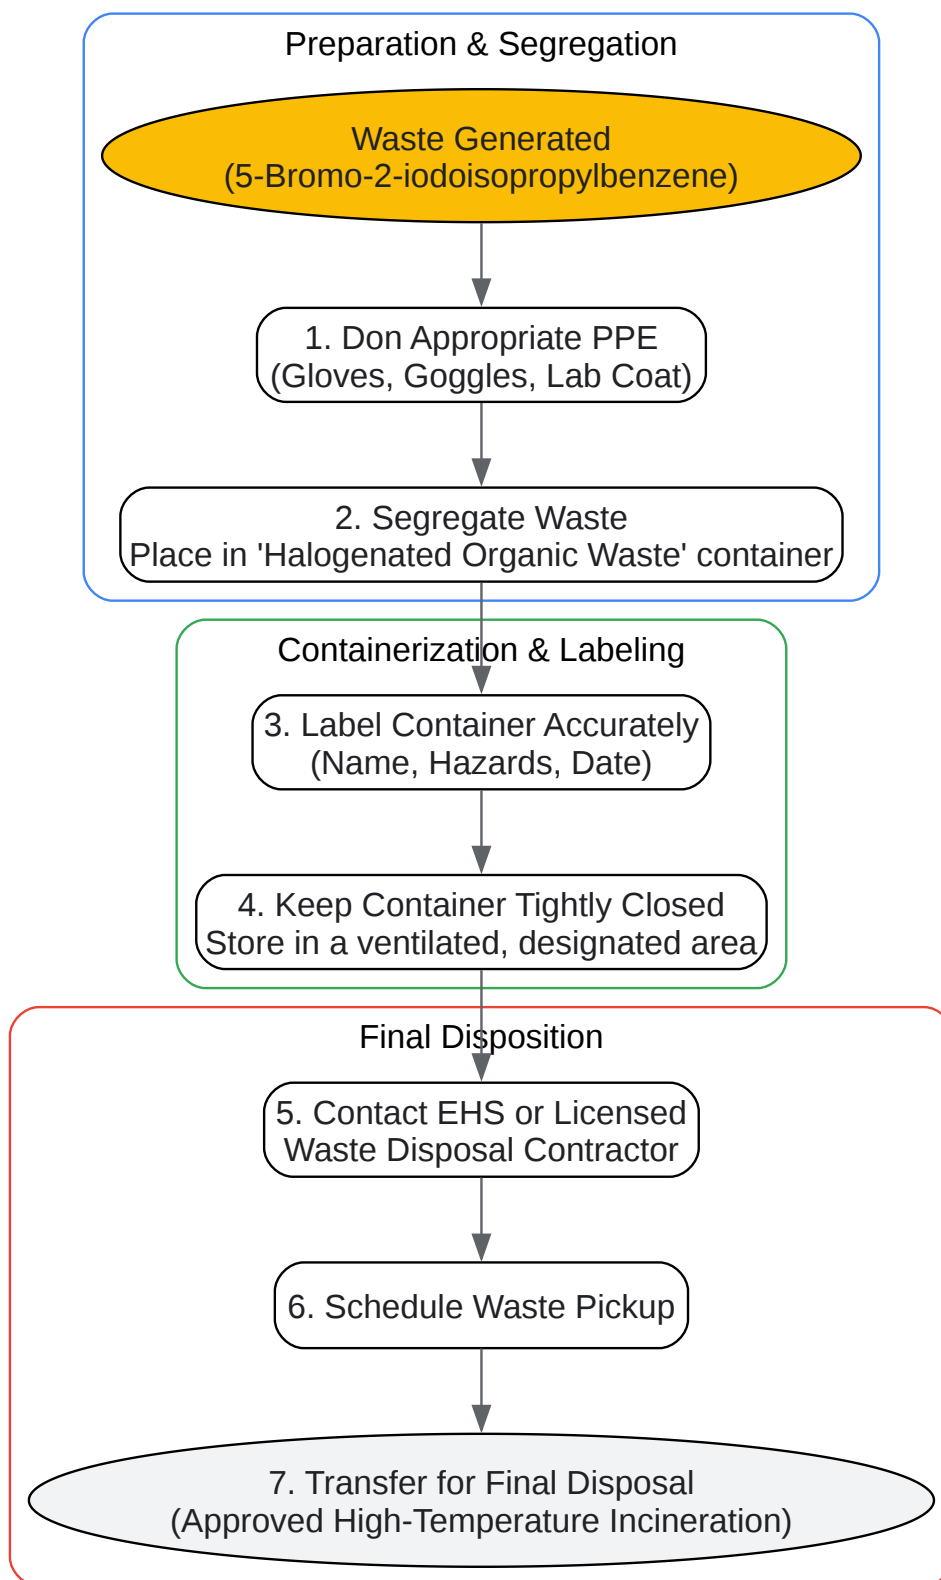 Preparation & Segregation
Waste Generated
(5-Bromo-2-iodoisopropylbenzene)
1. Don Appropriate PPE
(Gloves, Goggles, Lab Coat)
2. Segregate Waste
Place in 'Halogenated Organic Waste' container
Containerization & Labeling
3. Label Container Accurately
(Name, Hazards, Date)
4. Keep Container Tightly Closed
Store in a ventilated, designated area
Final Disposition
5. Contact EHS or Licensed
Waste Disposal Contractor
6. Schedule Waste Pickup
7. Transfer for Final Disposal
(Approved High-Temperature Incineration)